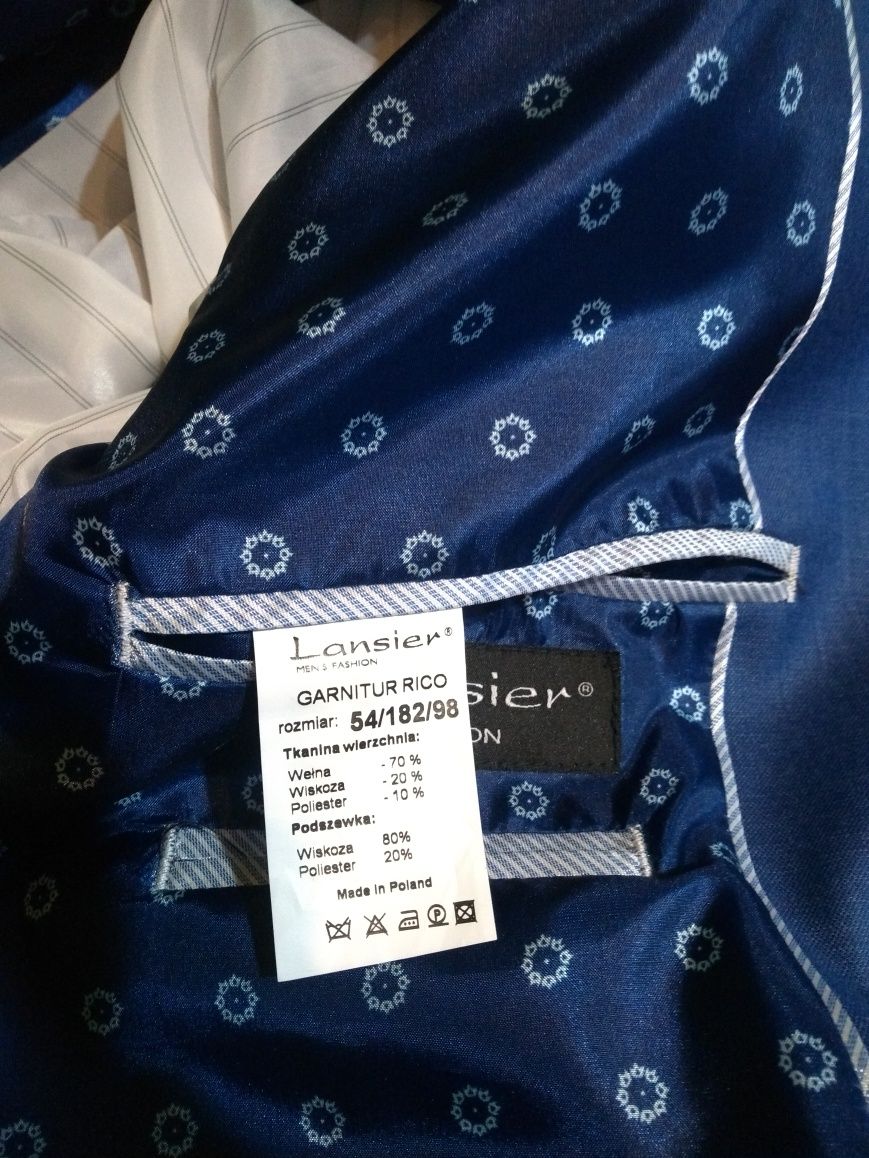 Lansier®
MEN'S FASHION
GARNITUR RICO
rozmiar: 54/182/98
Tkanina wierzchnia:
Wełna - 70 %
Wiskoza - 20 %
Poliester - 10 %
Podszewka:
Wiskoza 80%
Poliester 20%
Made in Poland
P
sier®
ON